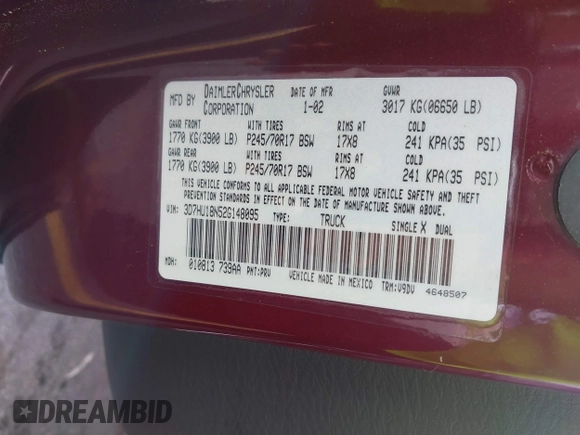 MFD BY DAIMLERCHRYSLER CORPORATION DATE OF MFR 1-02 GVWR 3017 KG(06650 LB)
GAWR FRONT WITH TIRES RIMS AT COLD
1770 KG(3900 LB) P245/70R17 BSW 17X8 241 KPA(35 PSI)
GAWR REAR WITH TIRES RIMS AT COLD
1770 KG(3900 LB) P245/70R17 BSW 17X8 241 KPA(35 PSI)
THIS VEHICLE CONFORMS TO ALL APPLICABLE FEDERAL MOTOR VEHICLE SAFETY AND THEFT
PREVENTION STANDARDS IN EFFECT ON THE DATE OF MANUFACTURE SHOWN ABOVE.
VIN: 3D7HU18N52G148095 TYPE: TRUCK SINGLE X DUAL
MDH: 010813 739AA PNT:PRV VEHICLE MADE IN MEXICO TRM:V9DV 4648507
DREAMBID